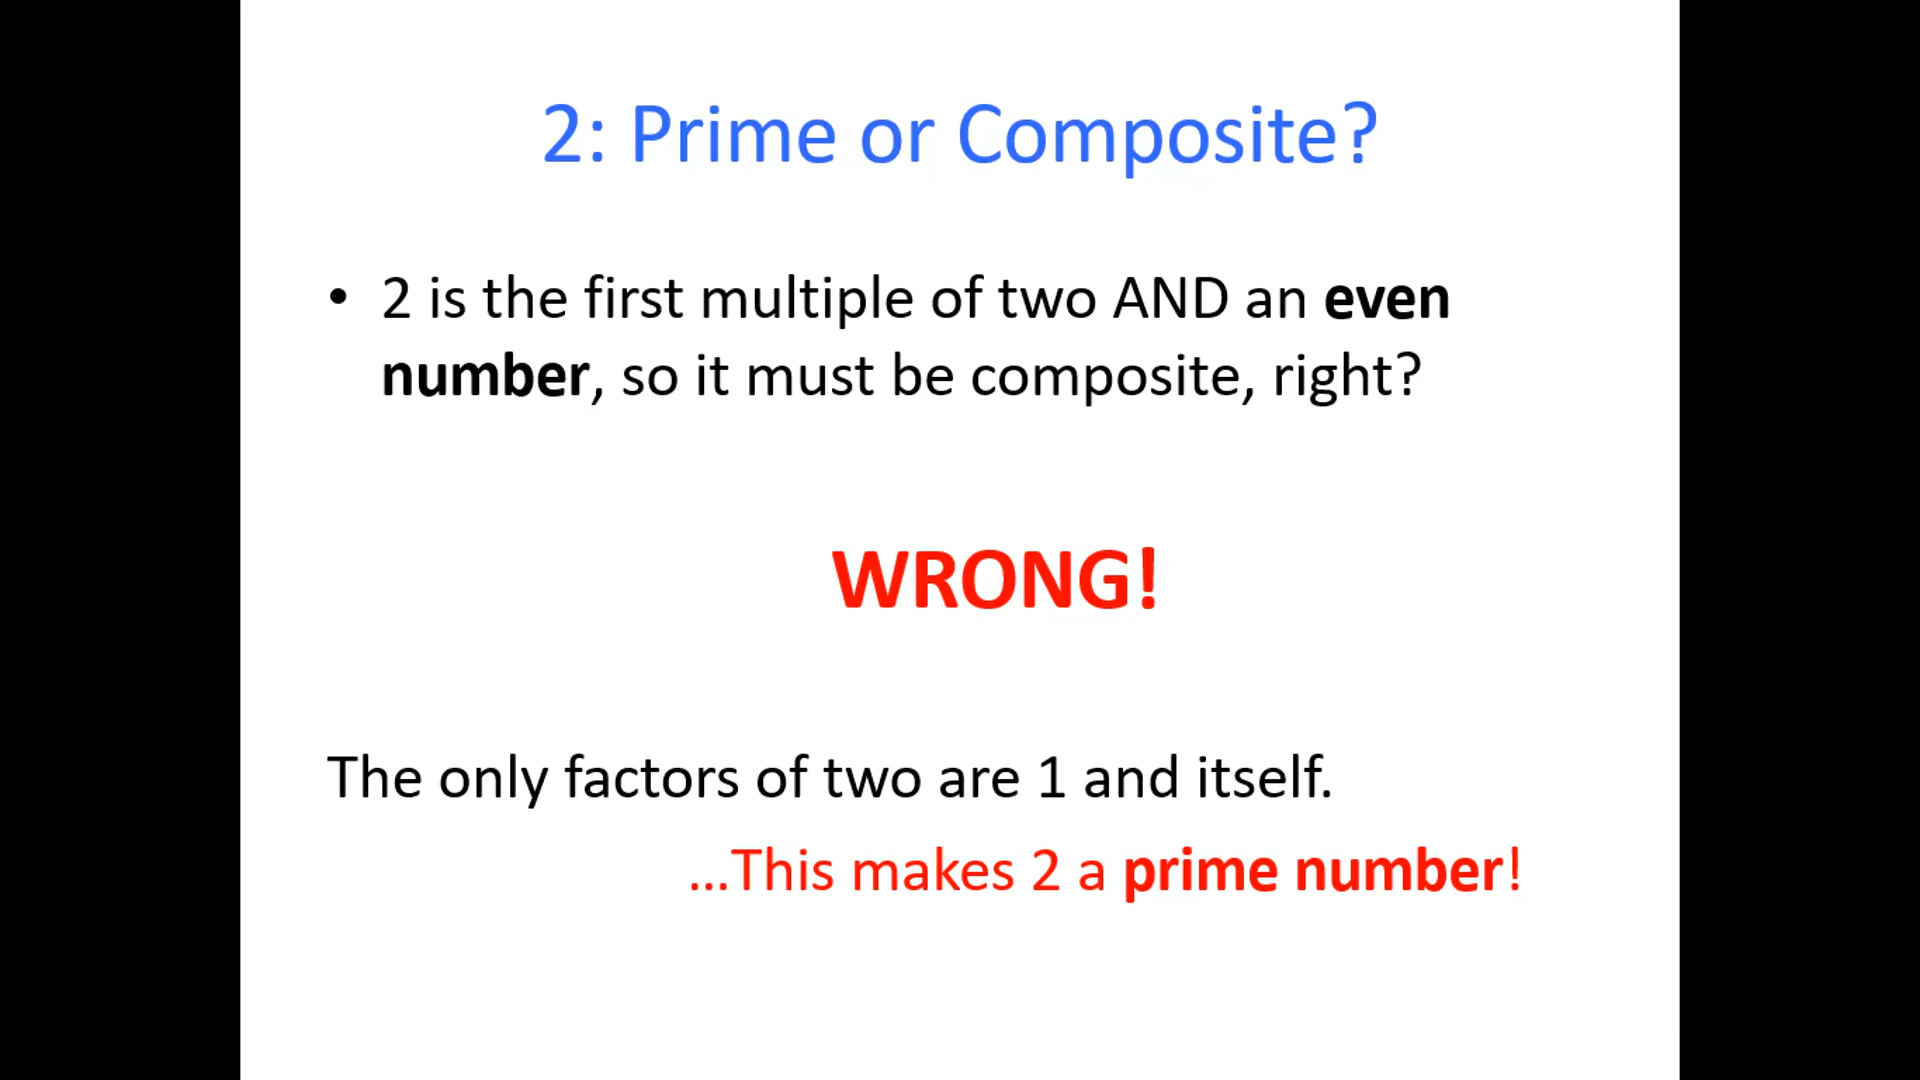 2: Prime or Composite?
• 2 is the first multiple of two AND an even
number, so it must be composite, right?
WRONG!
The only factors of two are 1 and itself.
...This makes 2 a prime number!